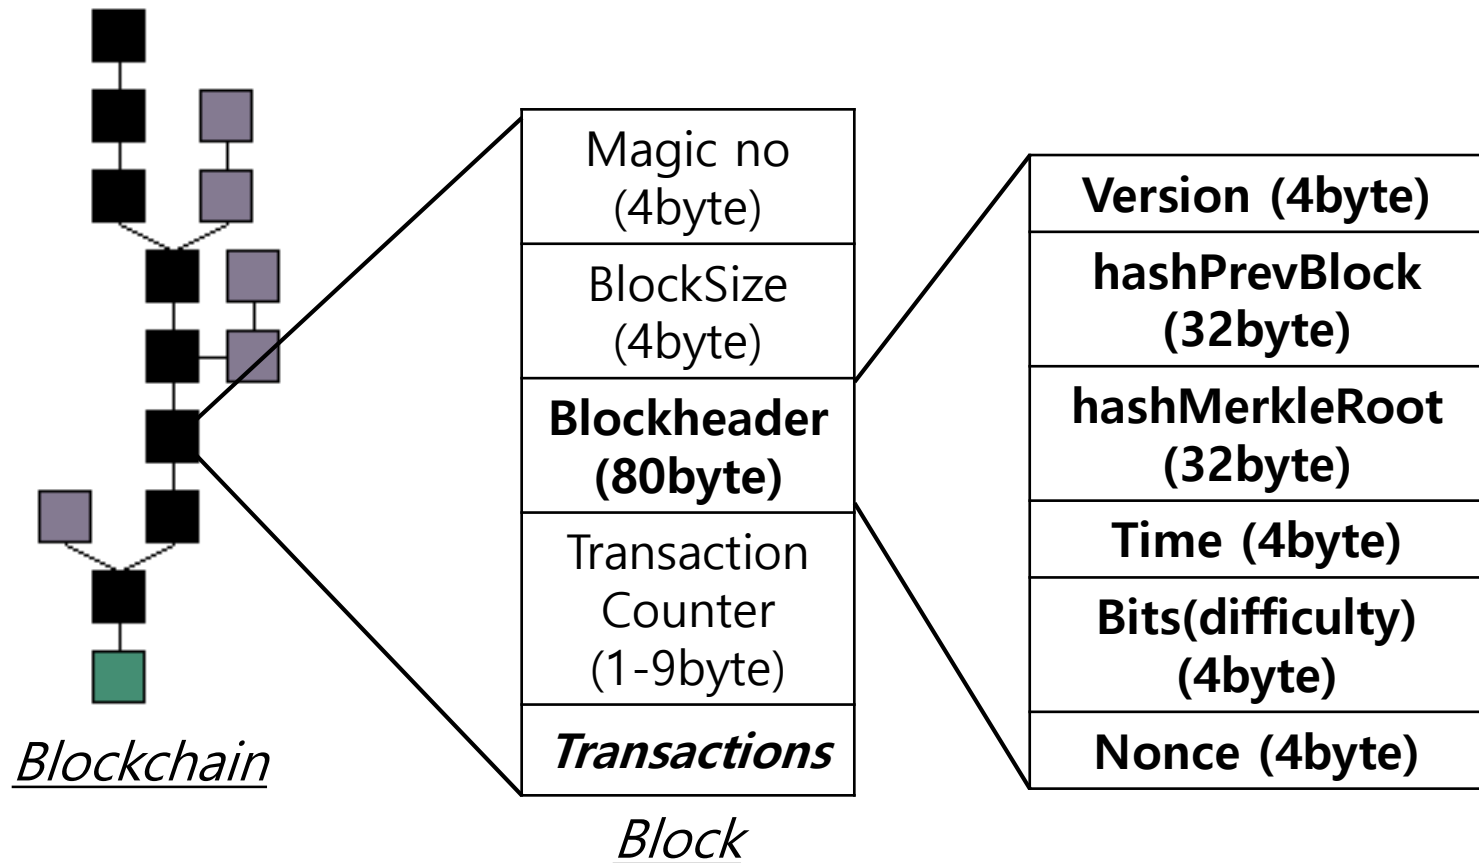 Magic no
(4byte)
BlockSize
(4byte)
Blockheader
(80byte)
Transaction
Counter
(1-9byte)
Transactions
Version (4byte)
hashPrevBlock
(32byte)
hashMerkleRoot
(32byte)
Time (4byte)
Bits(difficulty)
(4byte)
Nonce (4byte)
Blockchain
Block